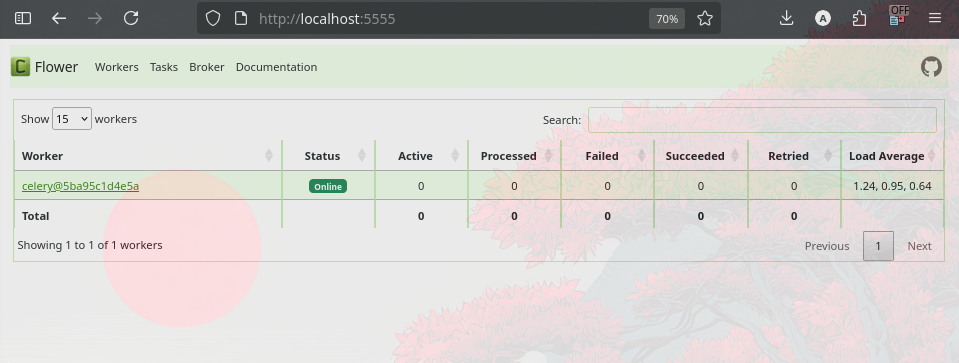 OFF
http://localhost:5555 70% A
C Flower Workers Tasks Broker Documentation
Show 15 workers Search:
Worker Status Active Processed Failed Succeeded Retried Load Average
celery@5ba95c1d4e5a Online 0 0 0 0 0 1.24, 0.95, 0.64
Total 0 0 0 0 0
Showing 1 to 1 of 1 workers Previous 1 Next